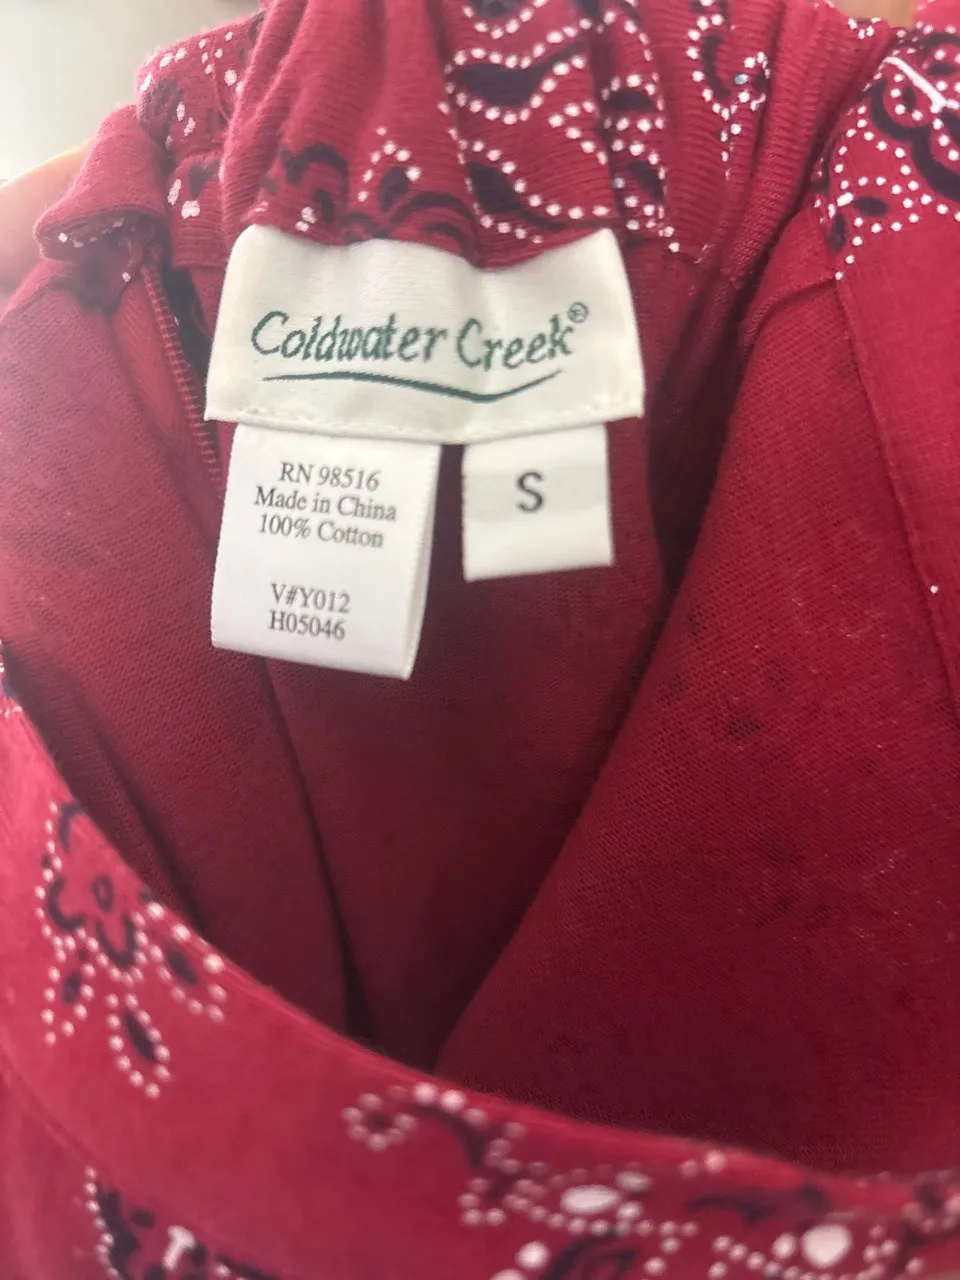 Coldwater Creek®
RN 98516
Made in China
100% Cotton
V#Y012
H05046
S